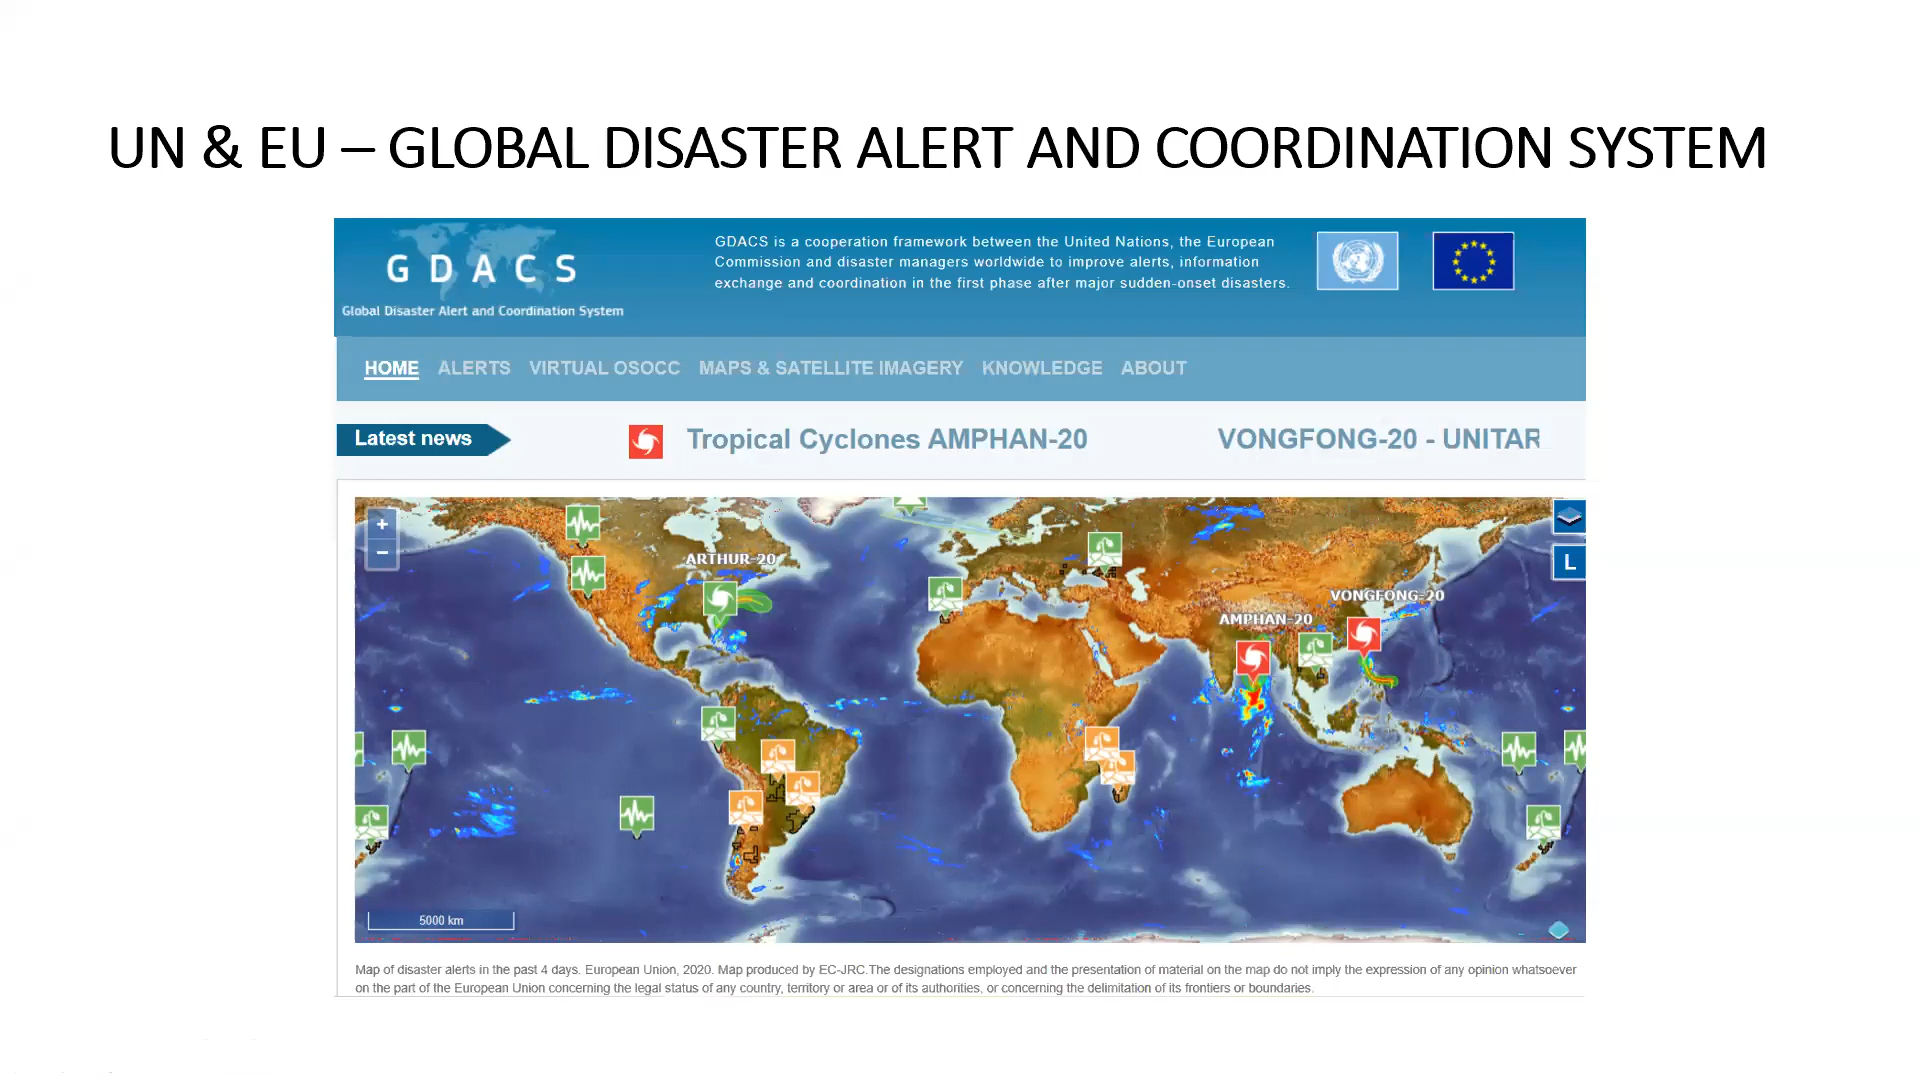 UN & EU – GLOBAL DISASTER ALERT AND COORDINATION SYSTEM
G D A C S
Global Disaster Alert and Coordination System
GDACS is a cooperation framework between the United Nations, the European
Commission and disaster managers worldwide to improve alerts, information
exchange and coordination in the first phase after major sudden-onset disasters.
HOME ALERTS VIRTUAL OSOCC MAPS & SATELLITE IMAGERY KNOWLEDGE ABOUT
Latest news Tropical Cyclones AMPHAN-20 VONGFONG-20 - UNITAR
+
−
L
ARTHUR-20
VONGFONG-20
AMPHAN-20
5000 km
Map of disaster alerts in the past 4 days. European Union, 2020. Map produced by EC-JRC.The designations employed and the presentation of material on the map do not imply the expression of any opinion whatsoever
on the part of the European Union concerning the legal status of any country, territory or area or of its authorities, or concerning the delimitation of its frontiers or boundaries.